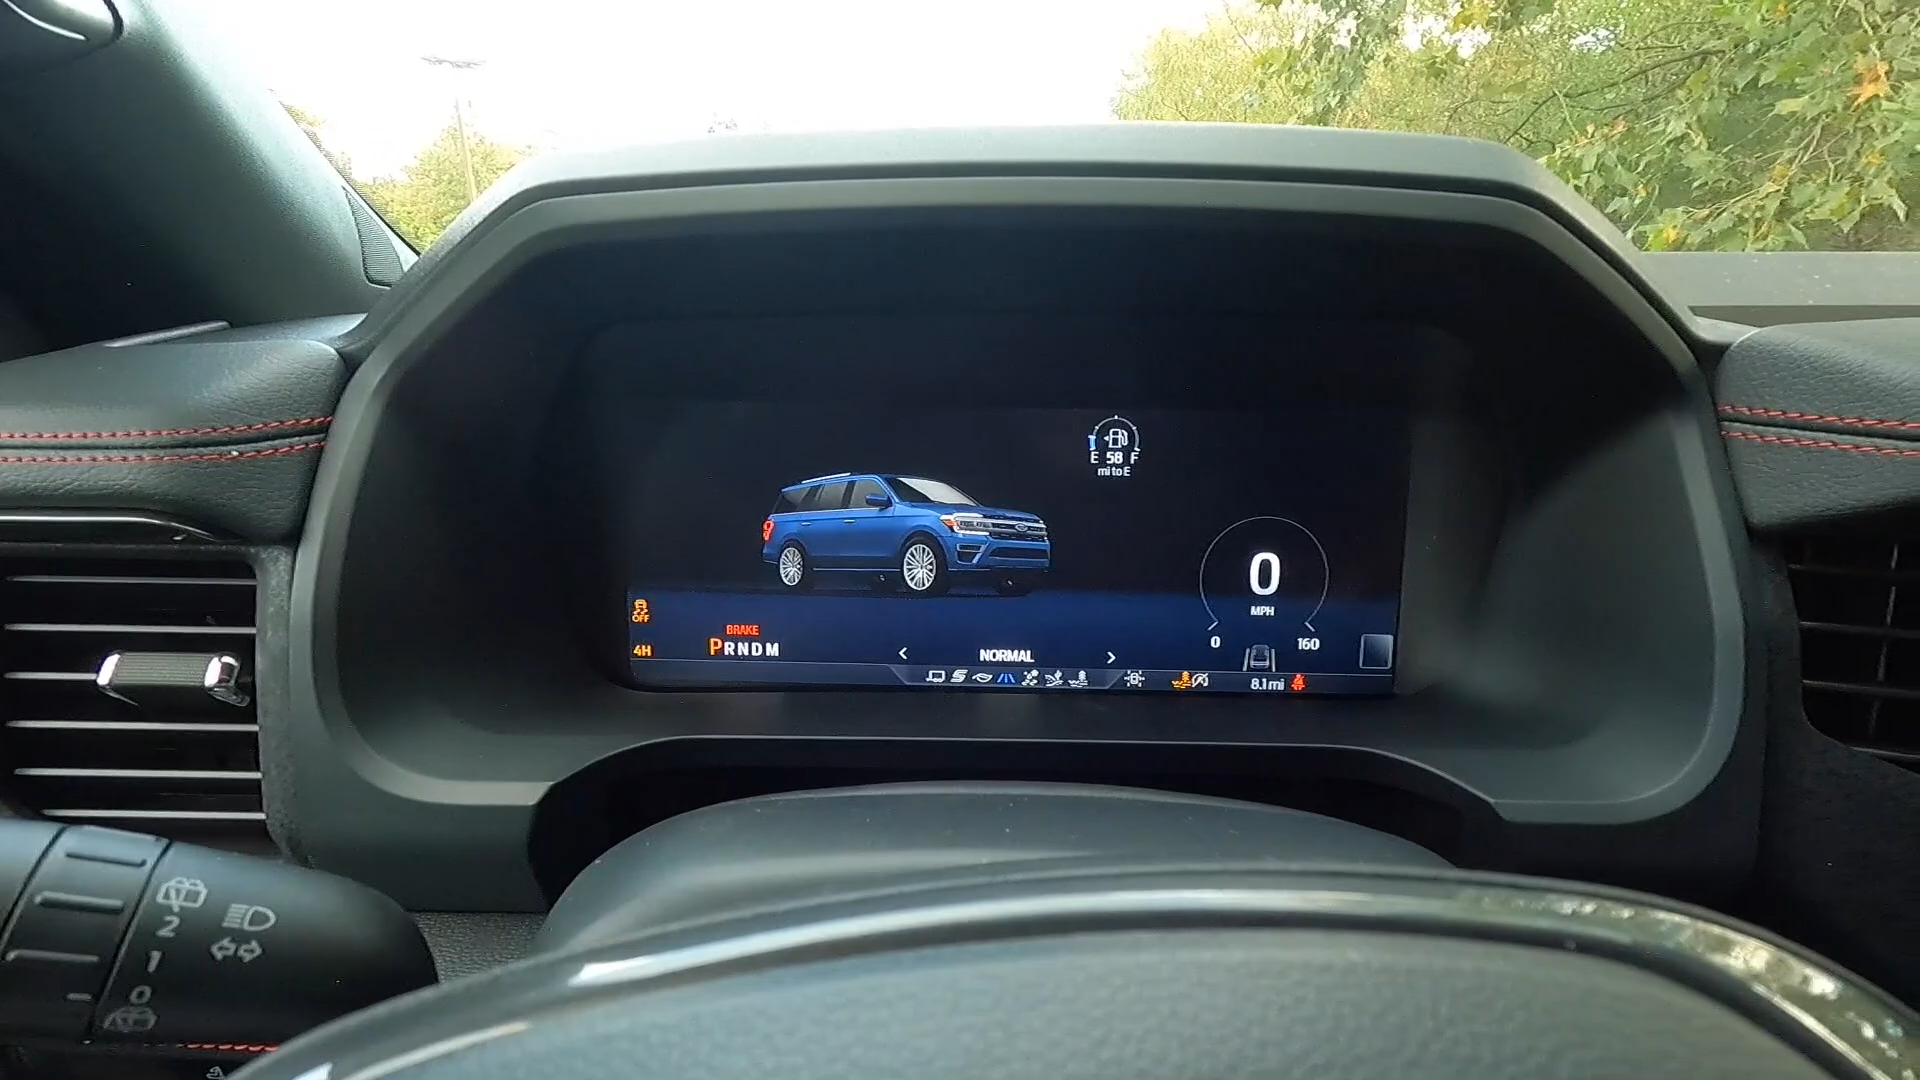 E 58 F
mi to E
0
MPH
0 160
OFF
4H
BRAKE
PRNDM
< NORMAL >
8.1 mi
2
1
0